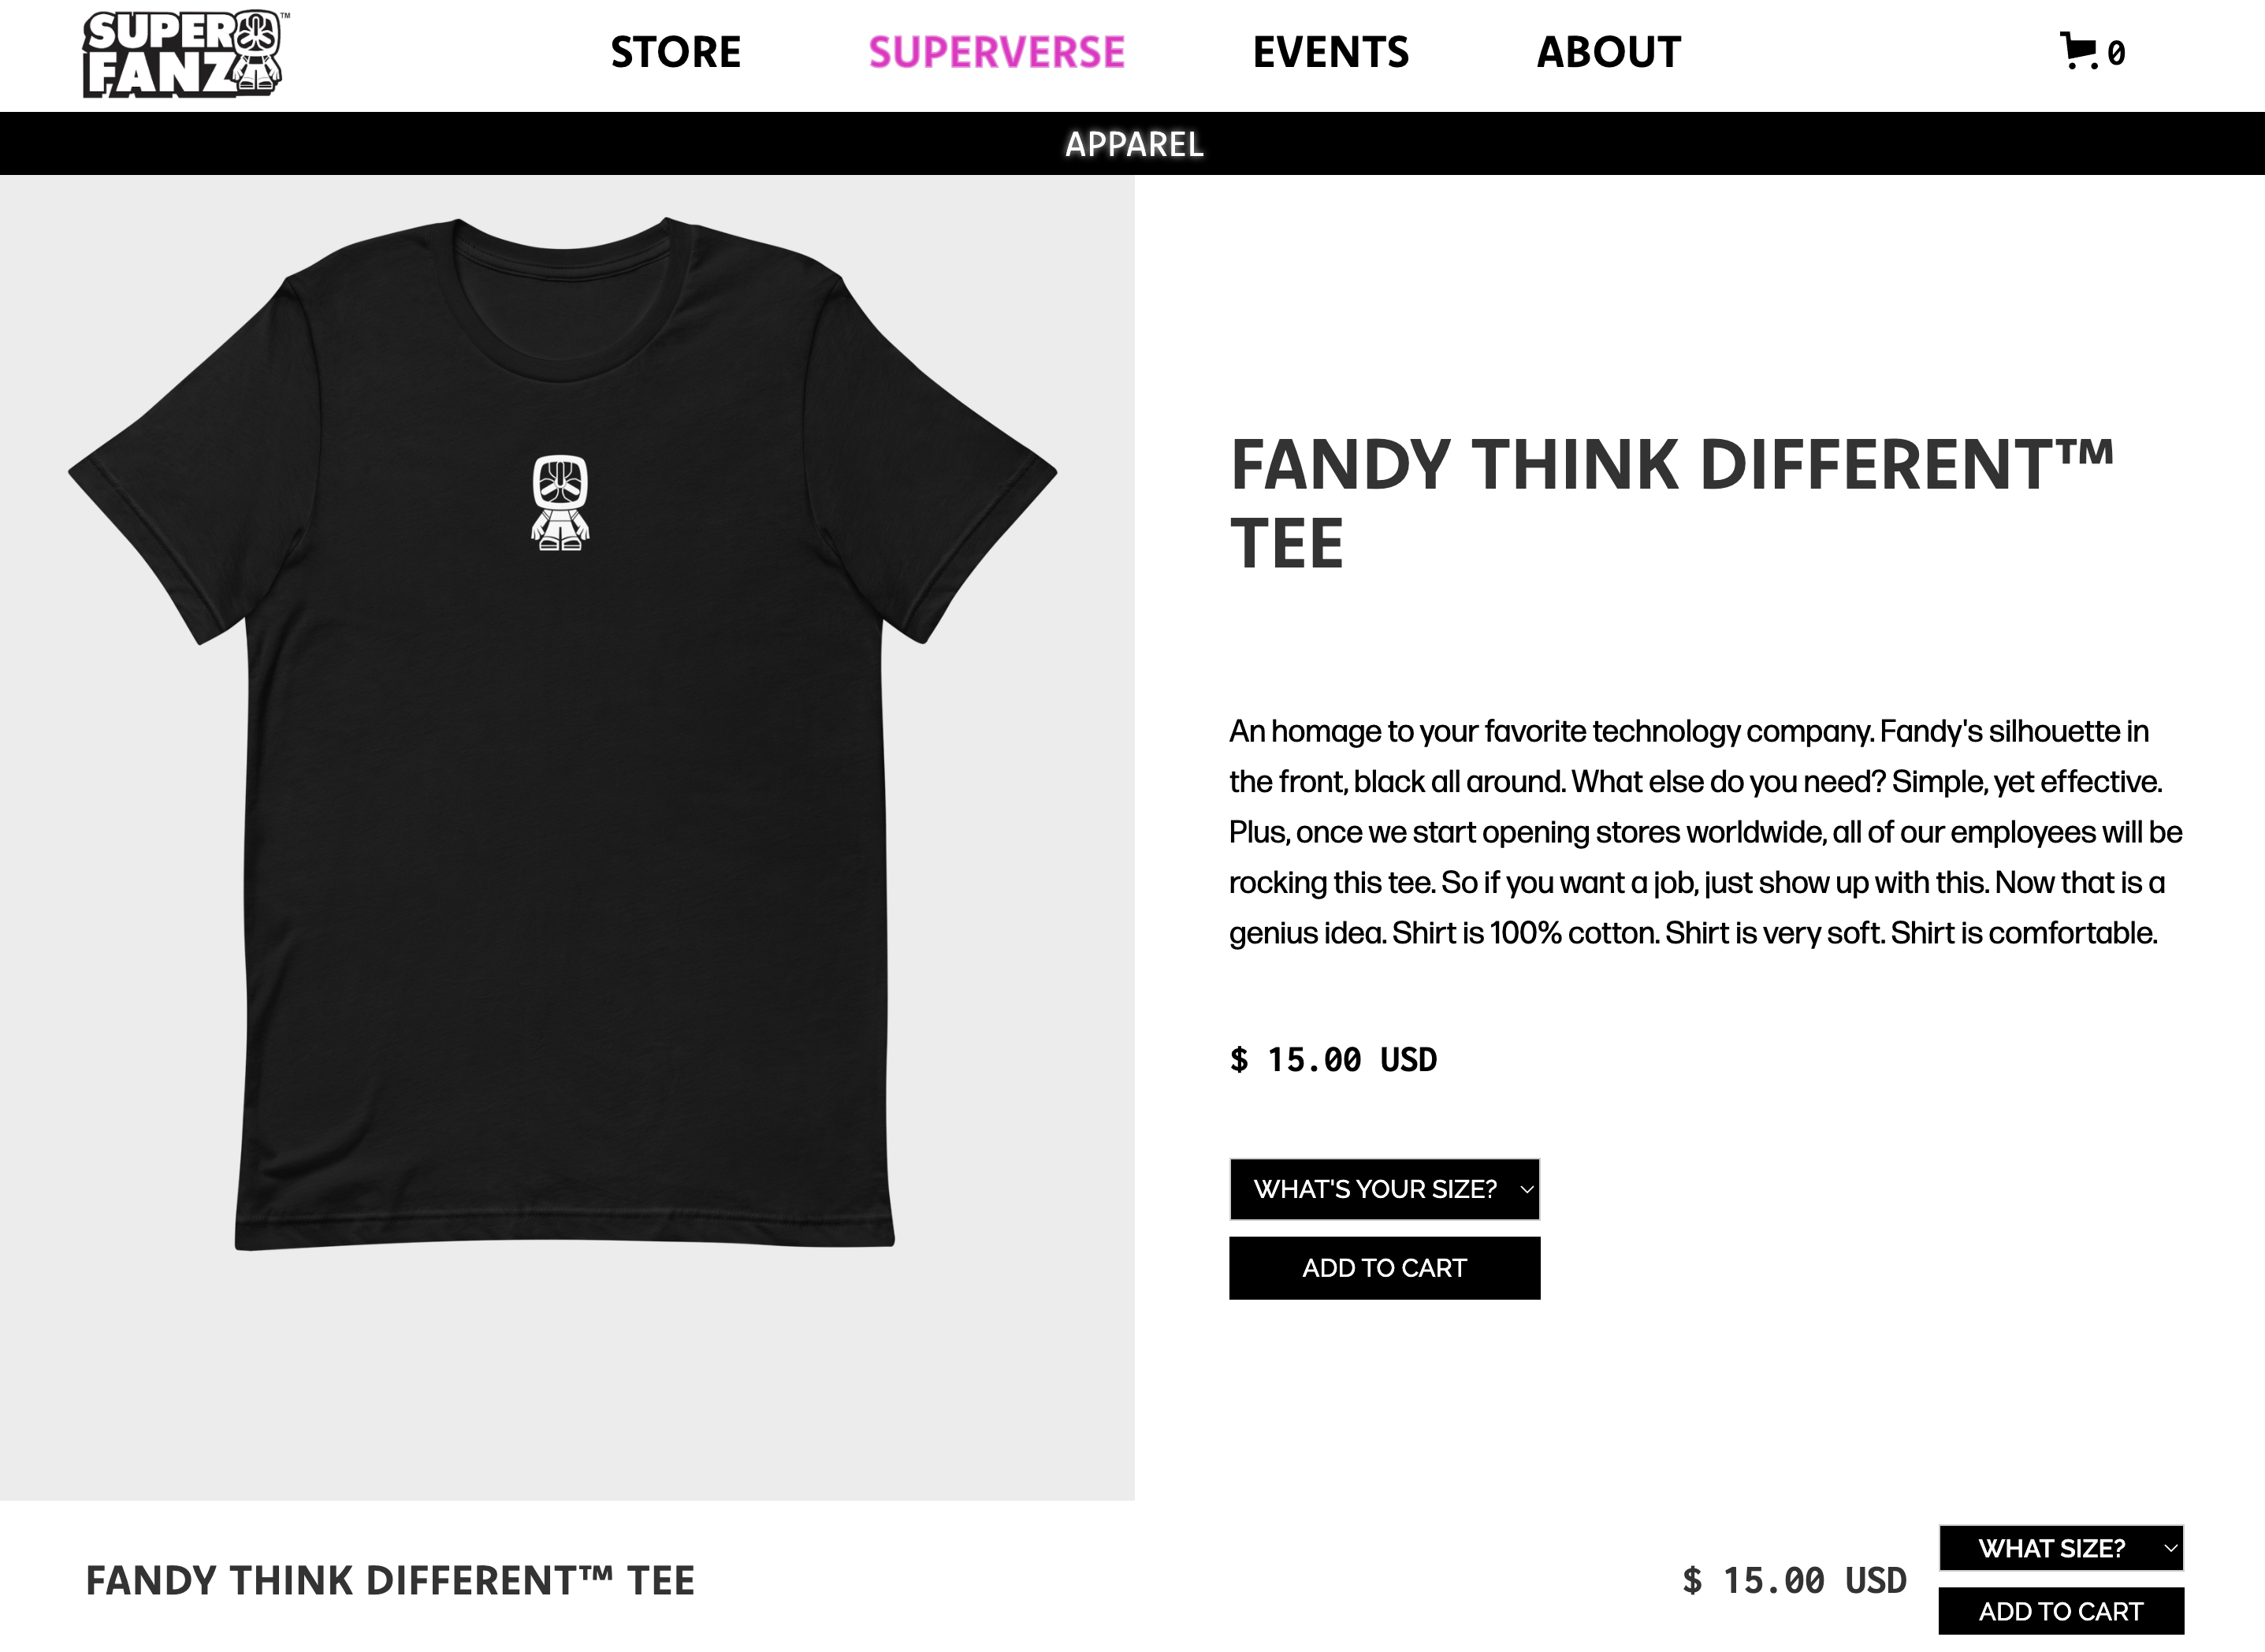 SUPER
FANZ
™
STORE
SUPERVERSE
EVENTS
ABOUT
0
APPAREL
FANDY THINK DIFFERENT™
TEE
An homage to your favorite technology company. Fandy's silhouette in
the front, black all around. What else do you need? Simple, yet effective.
Plus, once we start opening stores worldwide, all of our employees will be
rocking this tee. So if you want a job, just show up with this. Now that is a
genius idea. Shirt is 100% cotton. Shirt is very soft. Shirt is comfortable.
$ 15.00 USD
WHAT'S YOUR SIZE?
ADD TO CART
FANDY THINK DIFFERENT™ TEE
$ 15.00 USD
WHAT SIZE?
ADD TO CART